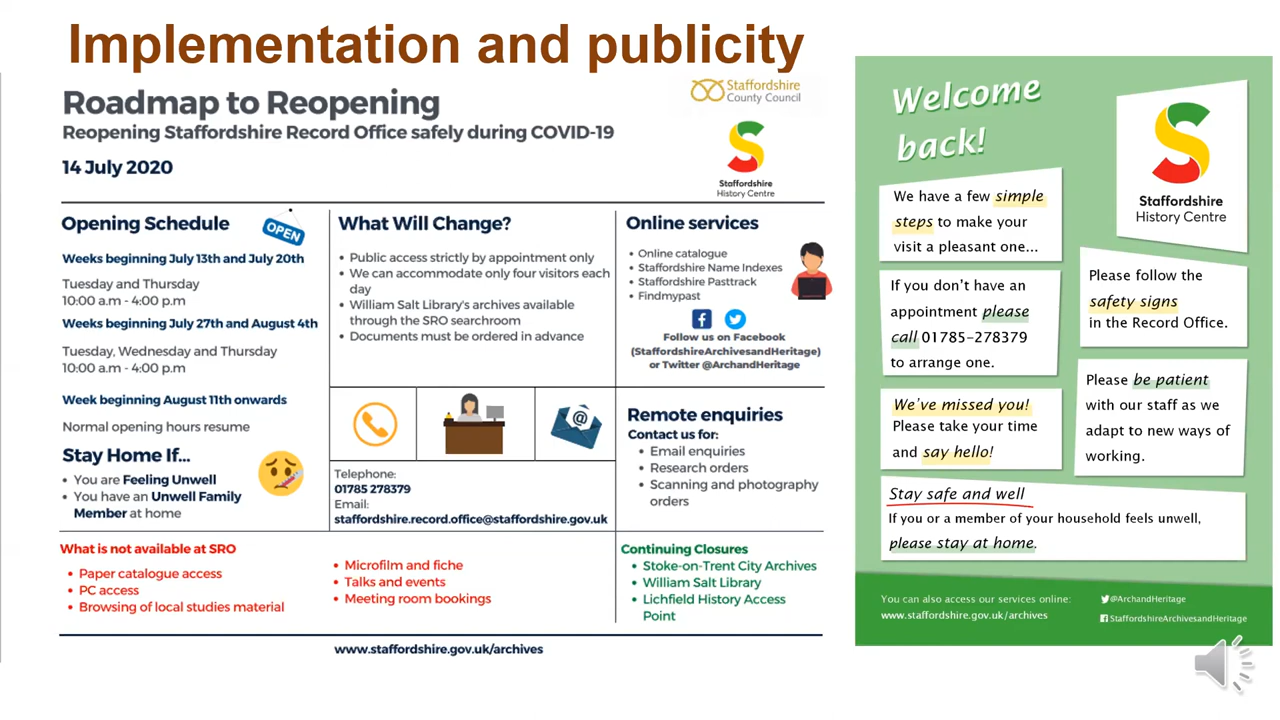 Implementation and publicity
Roadmap to Reopening
Reopening Staffordshire Record Office safely during COVID-19
14 July 2020
Staffordshire
County Council
Staffordshire
History Centre
Opening Schedule
OPEN
Weeks beginning July 13th and July 20th
Tuesday and Thursday
10:00 a.m - 4:00 p.m
Weeks beginning July 27th and August 4th
Tuesday, Wednesday and Thursday
10:00 a.m - 4:00 p.m
Week beginning August 11th onwards
Normal opening hours resume
Stay Home If...
• You are Feeling Unwell
• You have an Unwell Family
Member at home
What Will Change?
• Public access strictly by appointment only
• We can accommodate only four visitors each
day
• William Salt Library's archives available
through the SRO searchroom
• Documents must be ordered in advance
Telephone:
01785 278379
Email:
staffordshire.record.office@staffordshire.gov.uk
Online services
• Online catalogue
• Staffordshire Name Indexes
• Staffordshire Pasttrack
• Findmypast
Follow us on Facebook
(StaffordshireArchivesandHeritage)
or Twitter @ArchandHeritage
Remote enquiries
Contact us for:
• Email enquiries
• Research orders
• Scanning and photography
orders
What is not available at SRO
• Paper catalogue access
• PC access
• Browsing of local studies material
• Microfilm and fiche
• Talks and events
• Meeting room bookings
Continuing Closures
• Stoke-on-Trent City Archives
• William Salt Library
• Lichfield History Access
Point
www.staffordshire.gov.uk/archives
Welcome
back!
Staffordshire
History Centre
We have a few simple
steps to make your
visit a pleasant one...
If you don't have an
appointment please
call 01785-278379
to arrange one.
We've missed you!
Please take your time
and say hello!
Please follow the
safety signs
in the Record Office.
Please be patient
with our staff as we
adapt to new ways of
working.
Stay safe and well
If you or a member of your household feels unwell,
please stay at home.
You can also access our services online:
www.staffordshire.gov.uk/archives
@ArchandHeritage
StaffordshireArchivesandHeritage